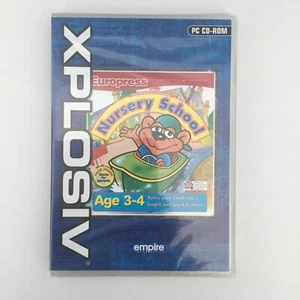 PC CD-ROM
XPLOSIV
Europress
Nursery School
Age 3-4
empire